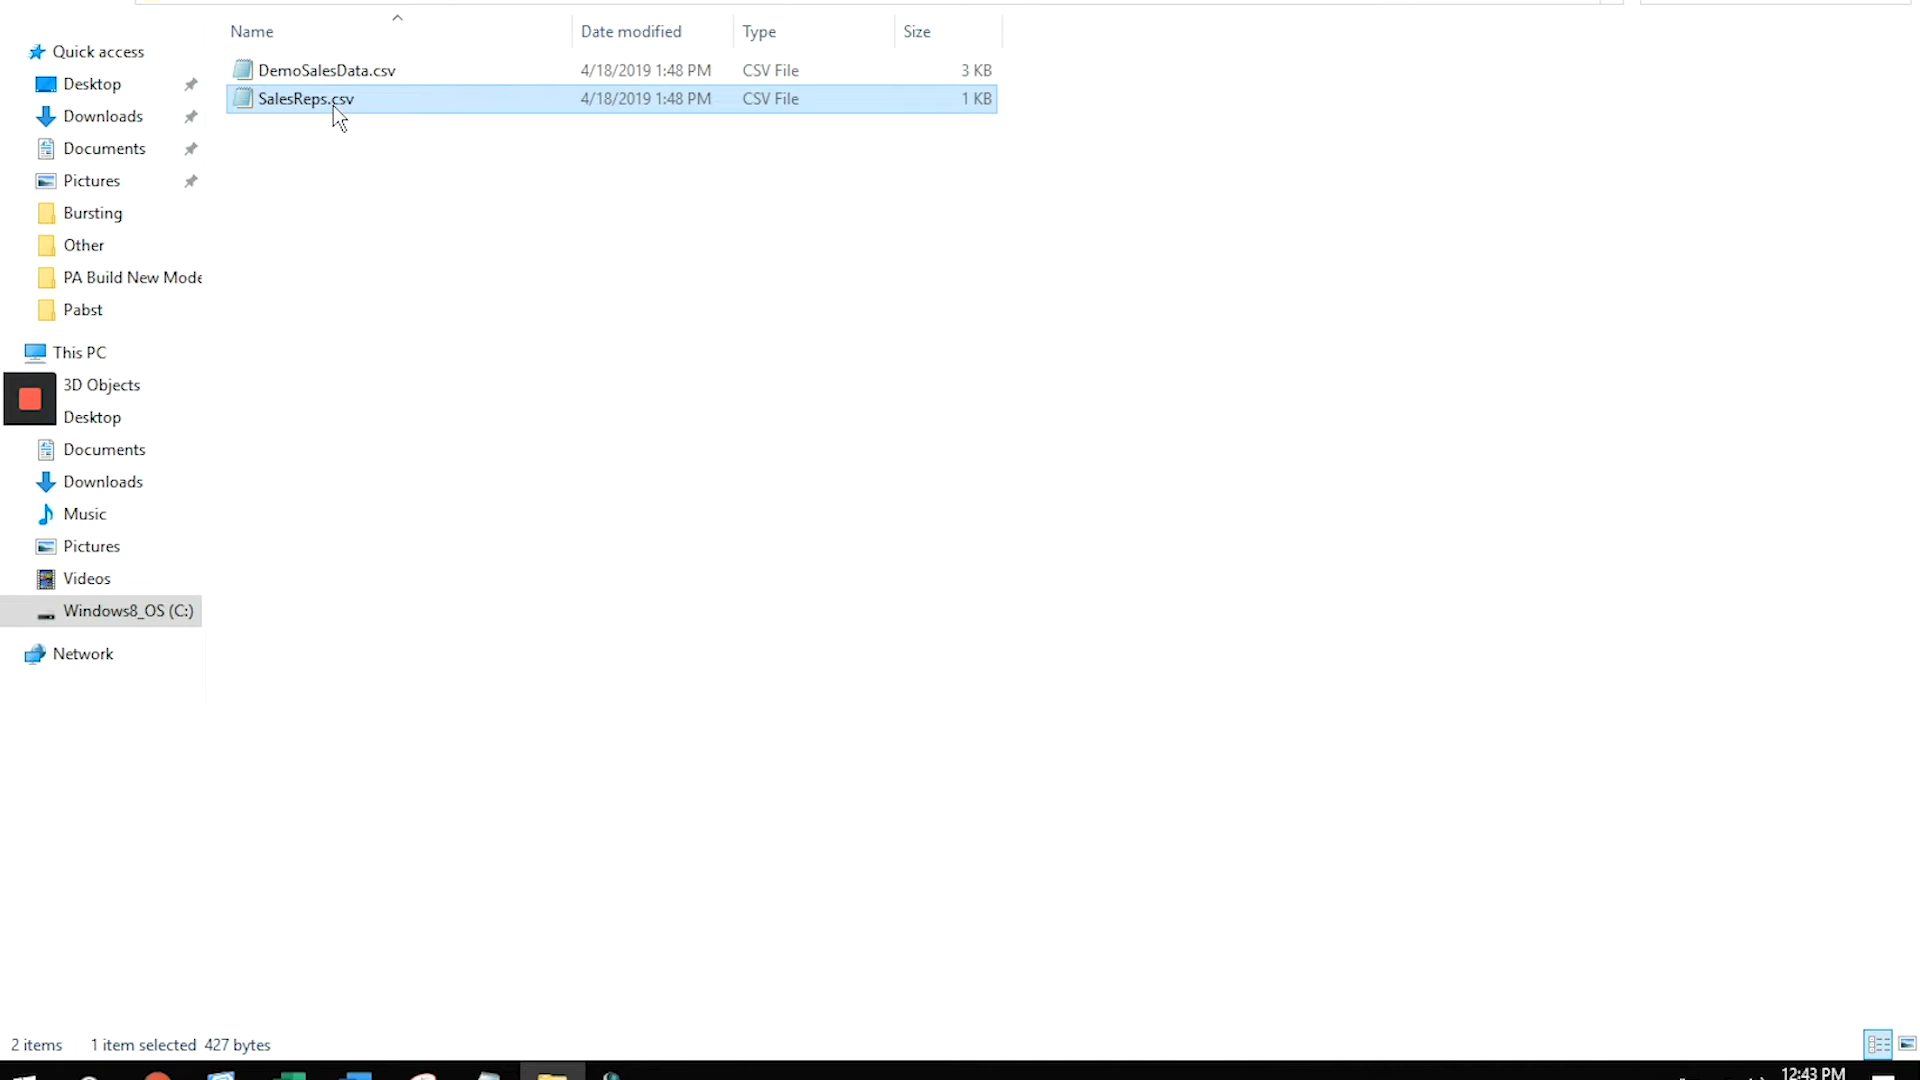 Name Date modified Type Size
Quick access
Desktop
Downloads
Documents
Pictures
Bursting
Other
PA Build New Mode
Pabst
This PC
3D Objects
Desktop
Documents
Downloads
Music
Pictures
Videos
Windows8_OS (C:)
Network
DemoSalesData.csv 4/18/2019 1:48 PM CSV File 3 KB
SalesReps.csv 4/18/2019 1:48 PM CSV File 1 KB
2 items 1 item selected 427 bytes
12:43 PM